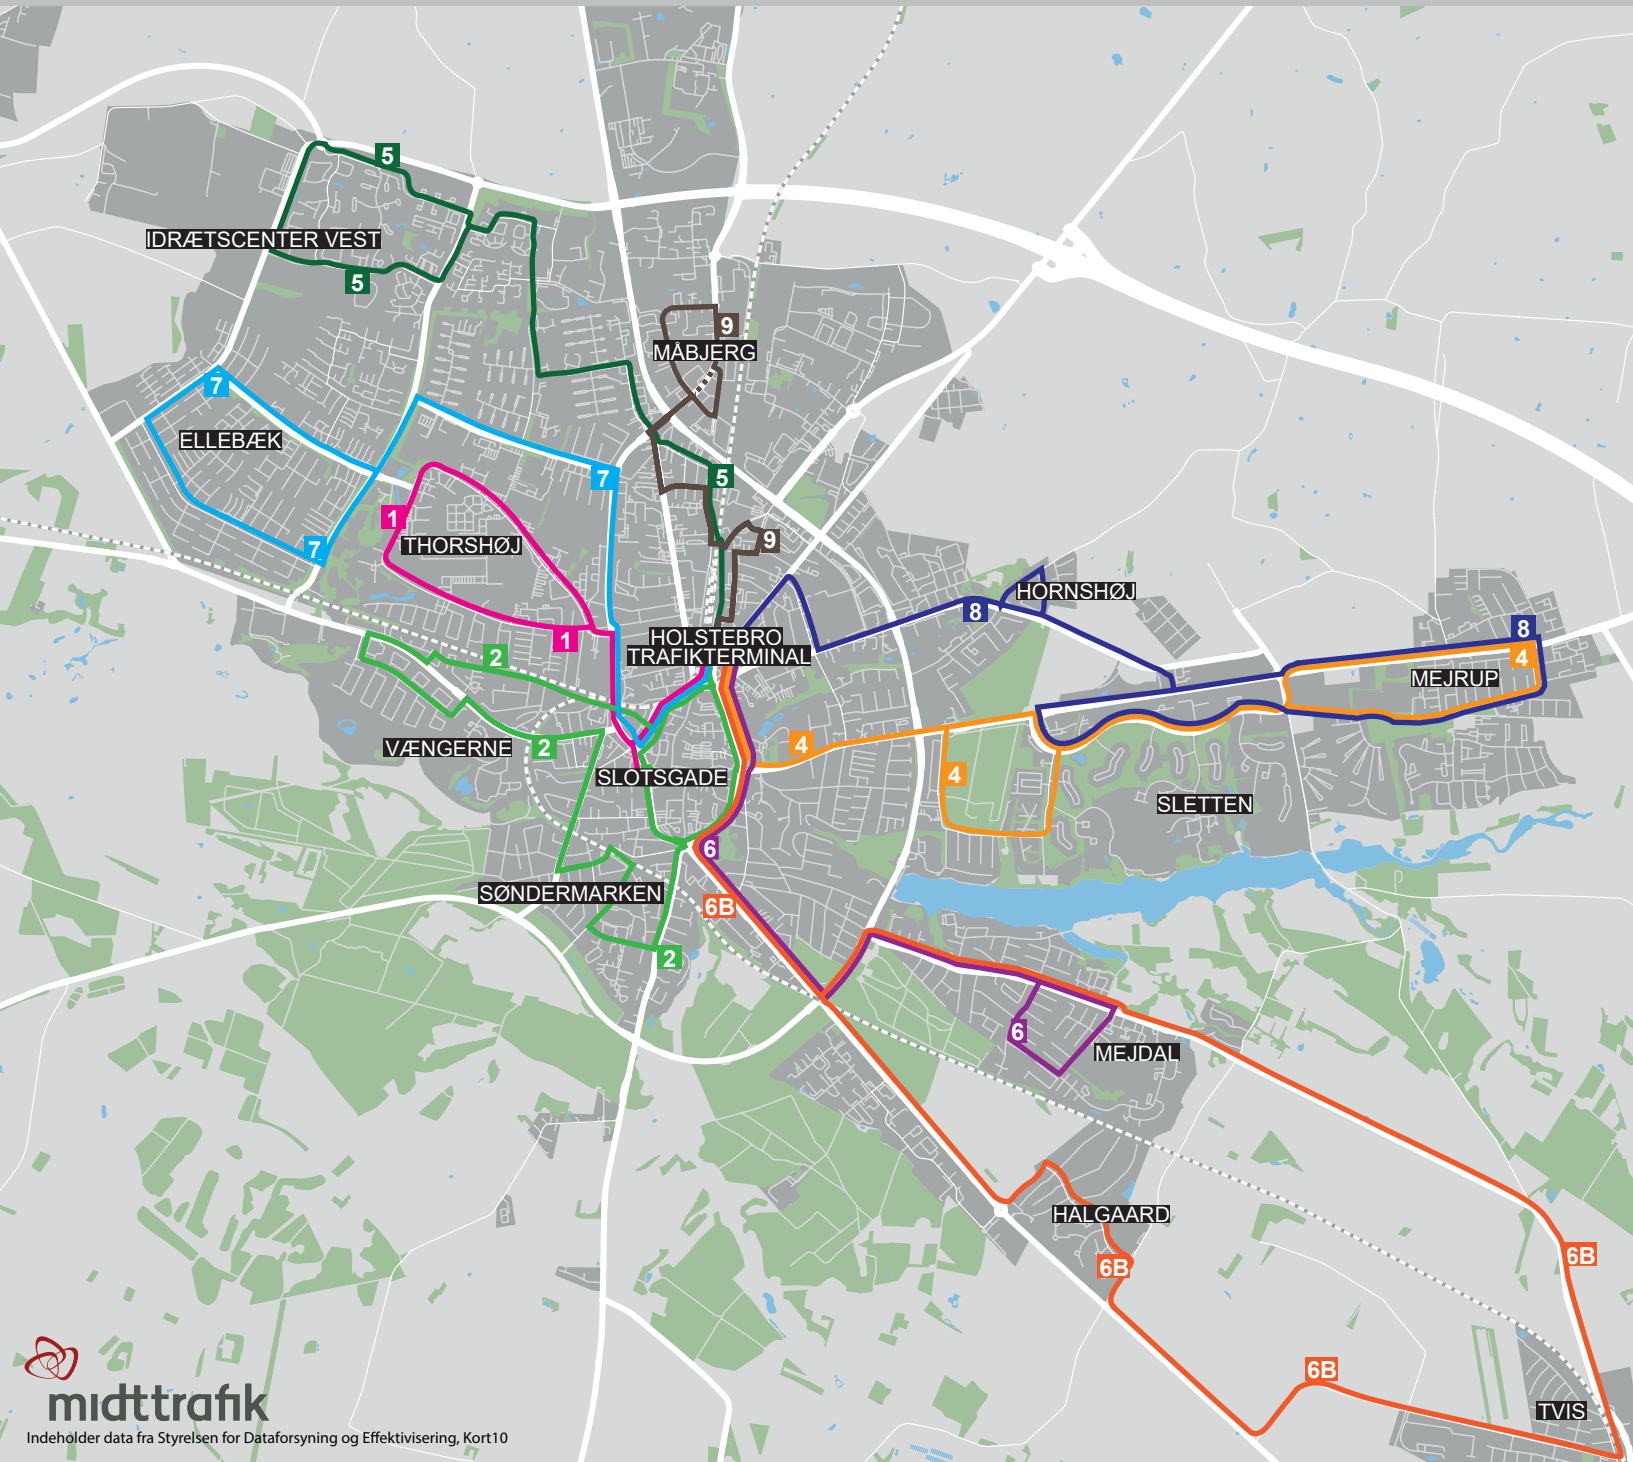 5
IDRÆTSCENTER VEST
5
9
MÅBJERG
7
ELLEBÆK
7
5
1
THORSHØJ
9
7
HORNSHØJ
8
8
1
HOLSTEBRO
TRAFIKTERMINAL
2
4
MEJRUP
VÆNGERNE
2
4
SLOTSGADE
4
SLETTEN
6
SØNDERMARKEN
6B
2
6
MEJDAL
HALGAARD
6B
6B
6B
TVIS
midttrafik
Indeholder data fra Styrelsen for Dataforsyning og Effektivisering, Kort10